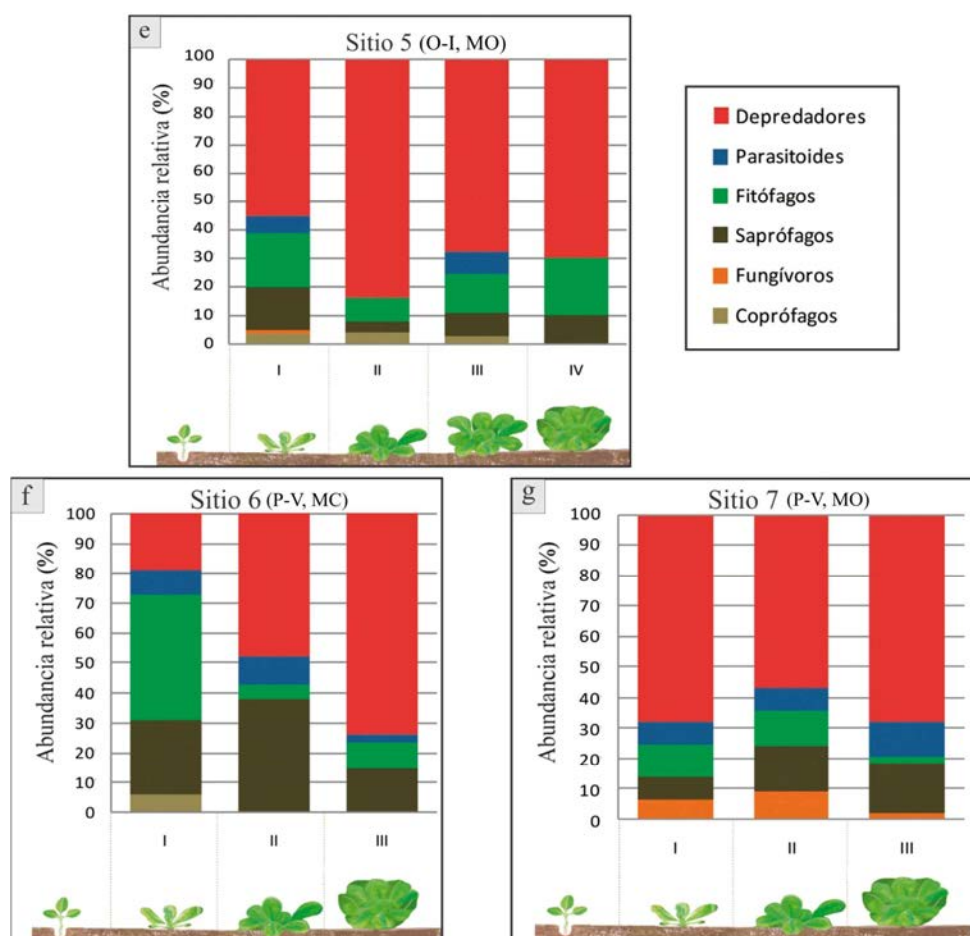 e
Sitio 5 (O-I, MO)
Abundancia relativa (%)
100
90
80
70
60
50
40
30
20
10
0
I II III IV
Depredadores
Parasitoides
Fitófagos
Saprófagos
Fungívoros
Coprófagos
f
Sitio 6 (P-V, MC)
Abundancia relativa (%)
100
90
80
70
60
50
40
30
20
10
0
I II III
g
Sitio 7 (P-V, MO)
Abundancia relativa (%)
100
90
80
70
60
50
40
30
20
10
0
I II III